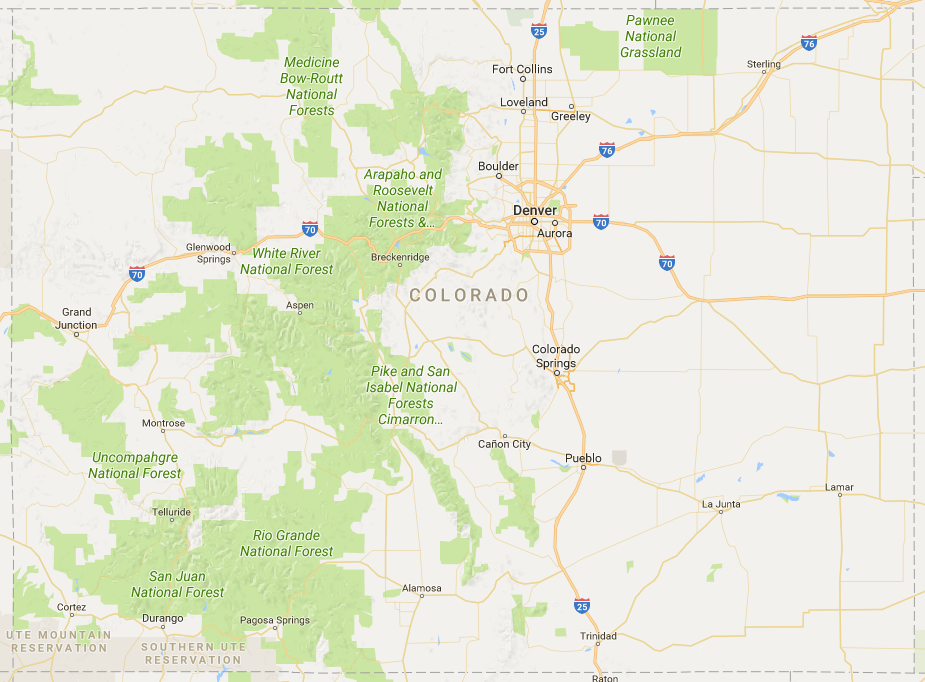 Pawnee
National
Grassland
25
76
Sterling
Medicine
Bow-Routt
National
Forests
Fort Collins
Loveland
Greeley
76
Boulder
Arapaho and
Roosevelt
National
Forests &...
Denver
Aurora
70
70
Glenwood
Springs
White River
National Forest
Breckenridge
70
70
COLORADO
Aspen
Grand
Junction
Colorado
Springs
Pike and San
Isabel National
Forests
Cimarron...
Montrose
Cañon City
Uncompahgre
National Forest
Pueblo
Lamar
La Junta
Telluride
Rio Grande
National Forest
San Juan
National Forest
Alamosa
25
Cortez
Durango
Pagosa Springs
Trinidad
UTE MOUNTAIN
RESERVATION
SOUTHERN UTE
RESERVATION
Raton